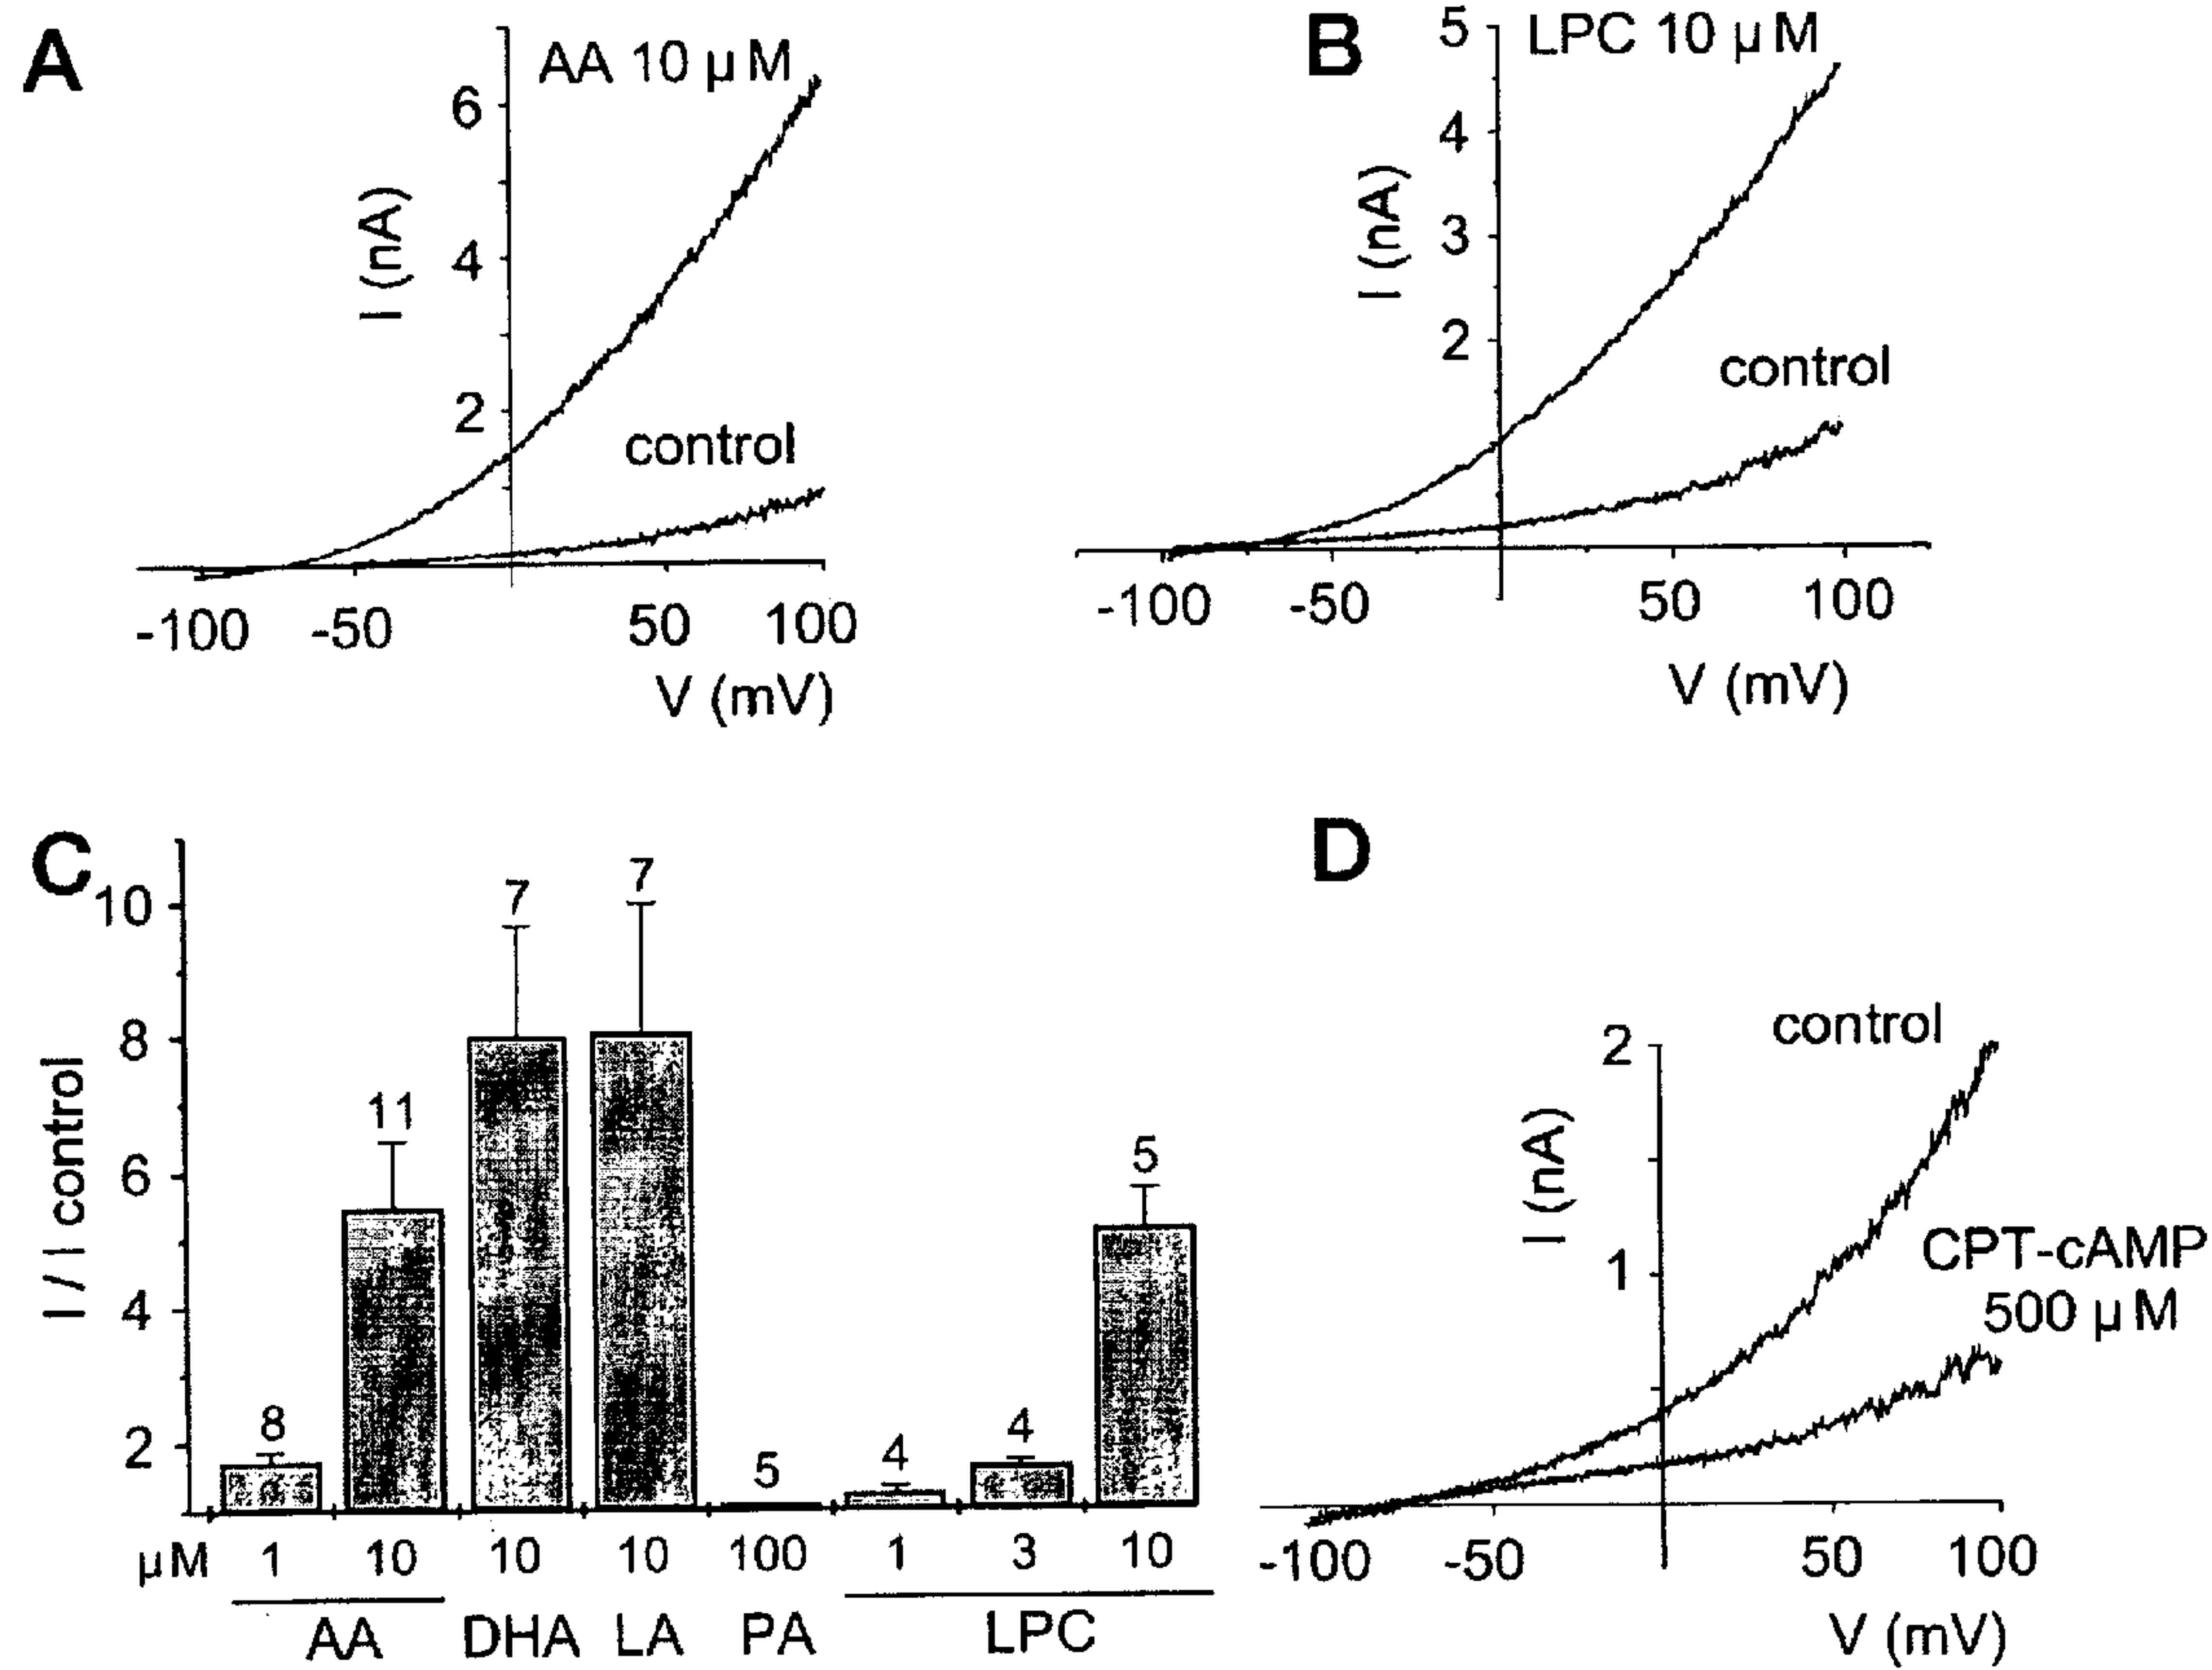 A
AA 10 µM
6
4
2
I (nA)
control
-100 -50 50 100
V (mV)
B
LPC 10 µM
5
4
3
2
I (nA)
control
-100 -50 50 100
V (mV)
C
10
8
6
4
2
I / I control
8 11 7 7 5 4 4 5
µM 1 10 10 10 100 1 3 10
AA DHA LA PA LPC
D
2
1
I (nA)
control
CPT-cAMP
500 µM
-100 -50 50 100
V (mV)